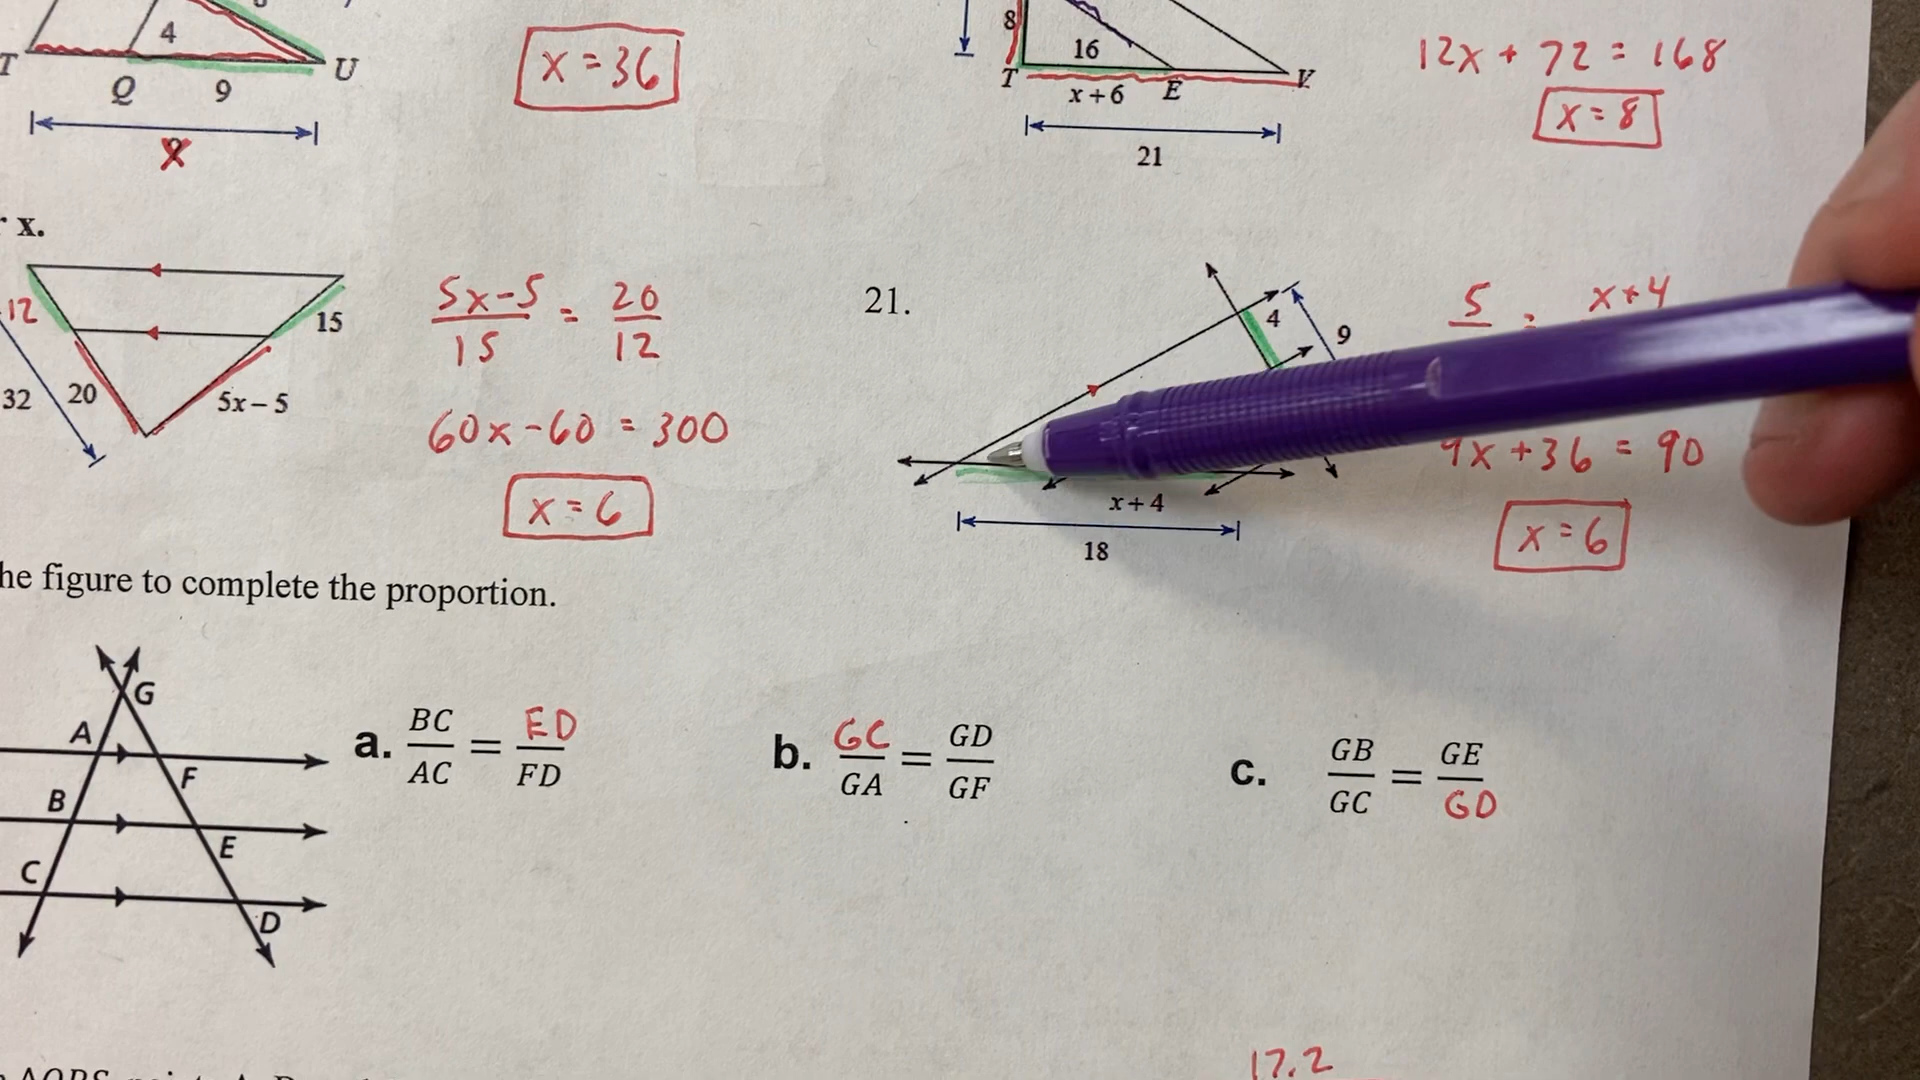 4
T
Q
9
U
x
x = 36
8
16
T
x + 6
E
V
21
12x + 72 = 168
x = 8
x.
12
15
32
20
5x – 5
5x-5 = 20
15 12
60x - 60 = 300
x = 6
21.
4
9
x + 4
18
5 = x+4
9x + 36 = 90
x = 6
he figure to complete the proportion.
G
A
F
B
E
C
D
a. BC = ED
AC FD
b. GC = GD
GA GF
c. GB = GE
GC GD
17.2